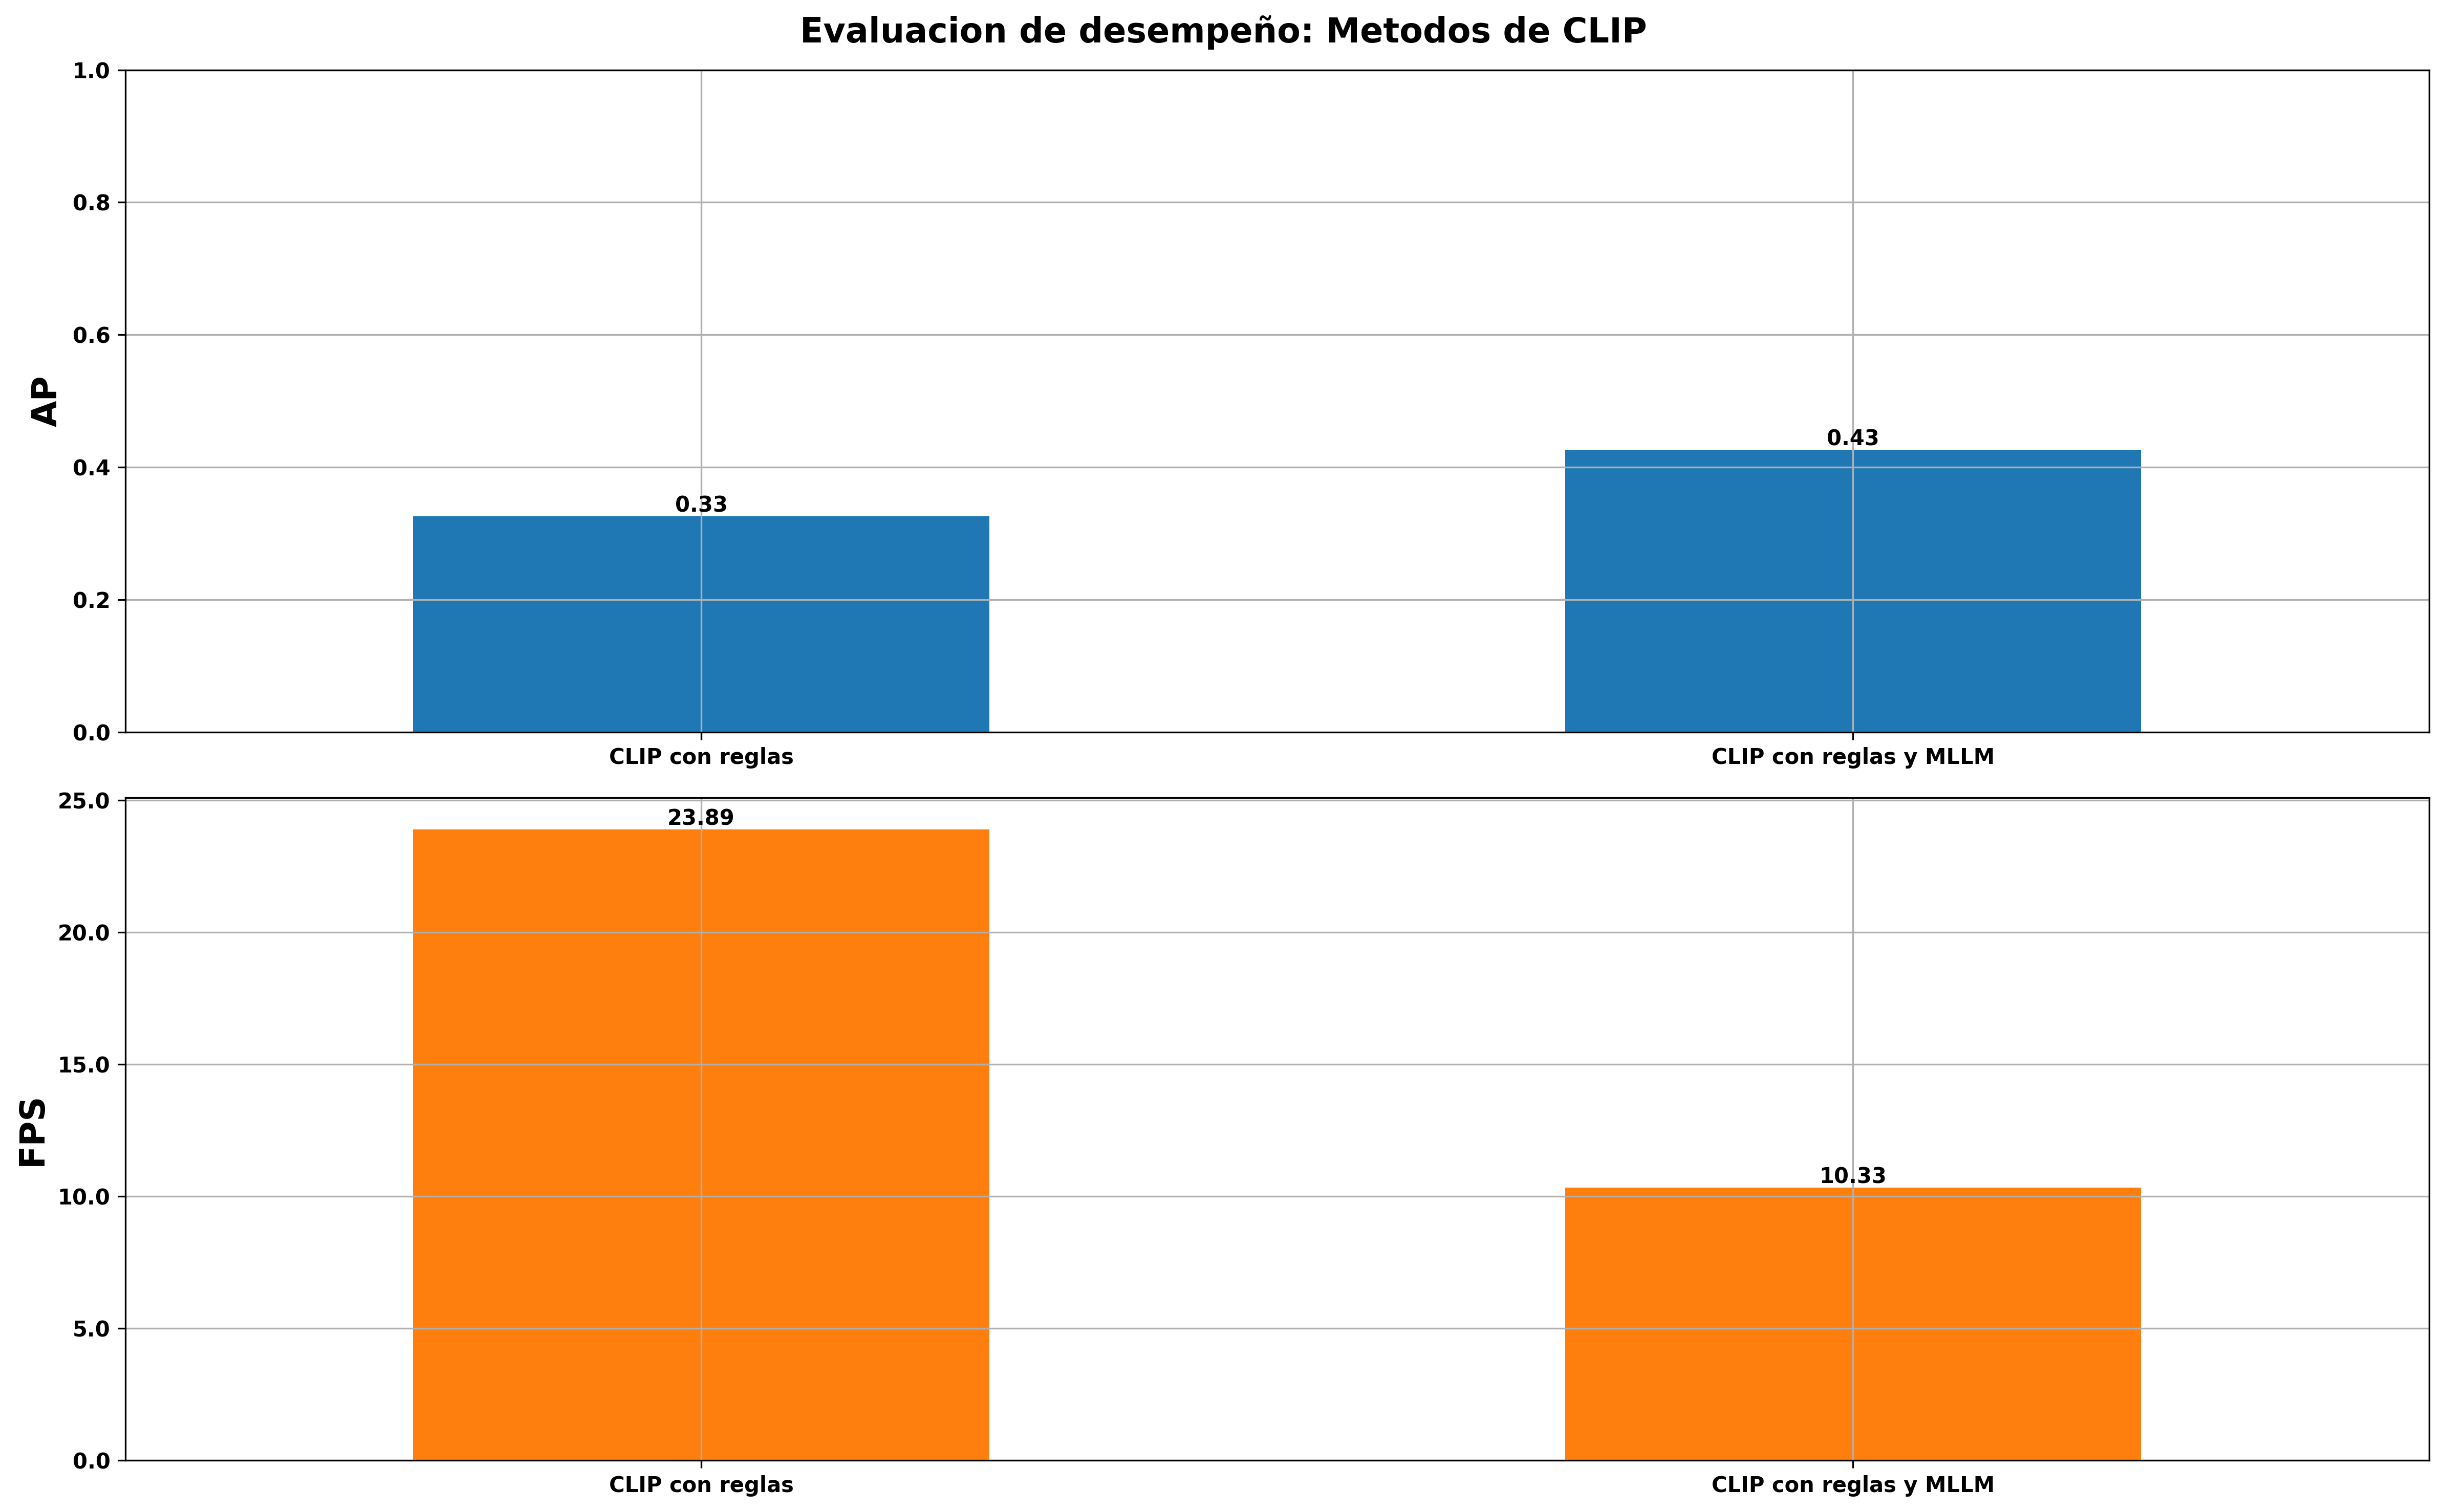 Evaluacion de desempeño: Metodos de CLIP
1.0
0.8
0.6
0.4
0.2
0.0
AP
0.33
0.43
CLIP con reglas
CLIP con reglas y MLLM
25.0
20.0
15.0
10.0
5.0
0.0
FPS
23.89
10.33
CLIP con reglas
CLIP con reglas y MLLM